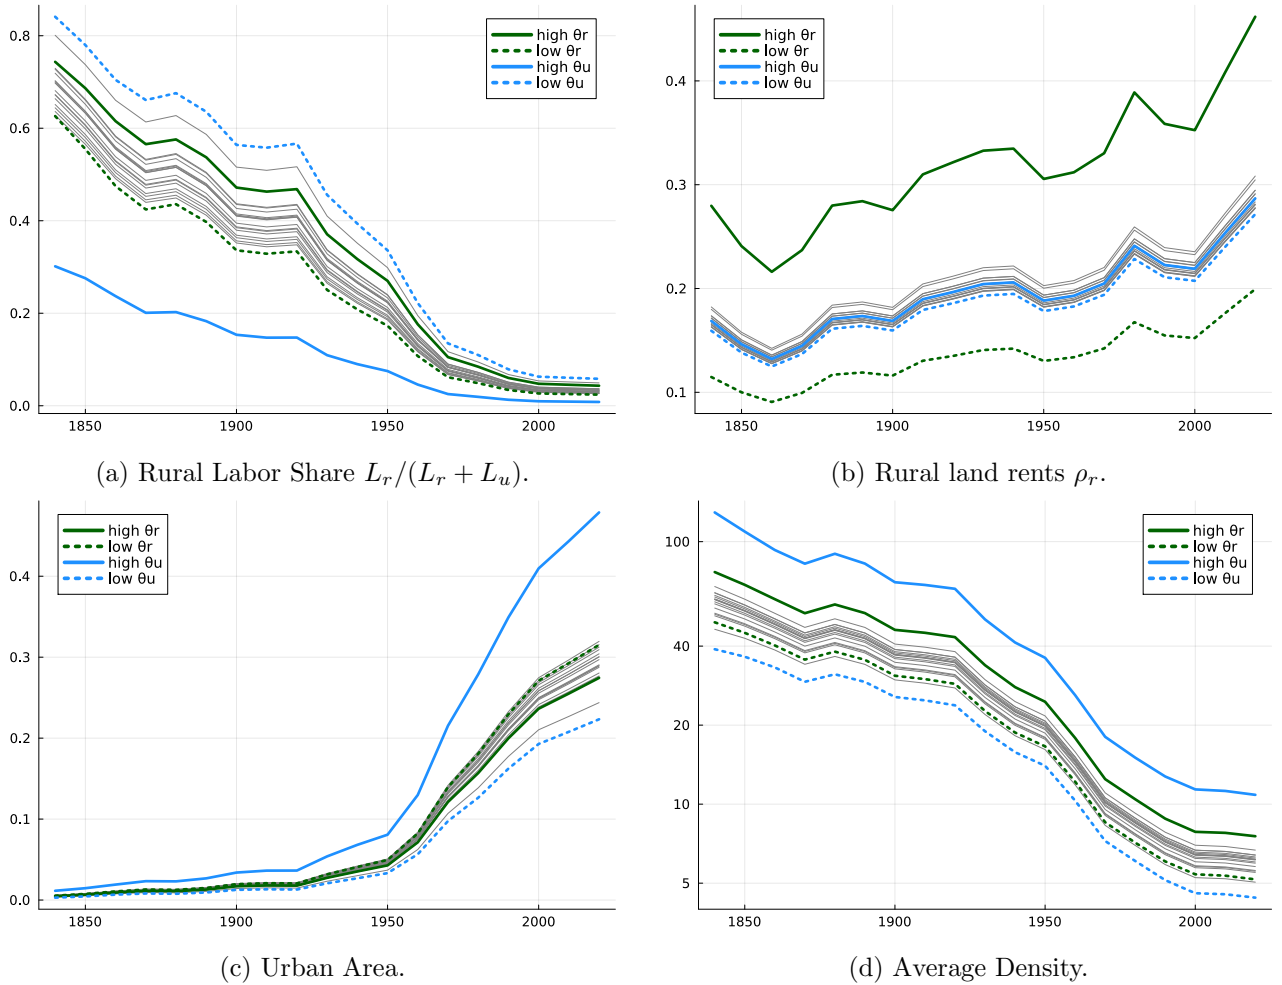 0.8
0.6
0.4
0.2
0.0
1850
1900
1950
2000
high θr
low θr
high θu
low θu
(a) Rural Labor Share L_r/(L_r + L_u).
0.4
0.3
0.2
0.1
1850
1900
1950
2000
high θr
low θr
high θu
low θu
(b) Rural land rents ρ_r.
0.4
0.3
0.2
0.1
0.0
1850
1900
1950
2000
high θr
low θr
high θu
low θu
(c) Urban Area.
100
40
20
10
5
1850
1900
1950
2000
high θr
low θr
high θu
low θu
(d) Average Density.